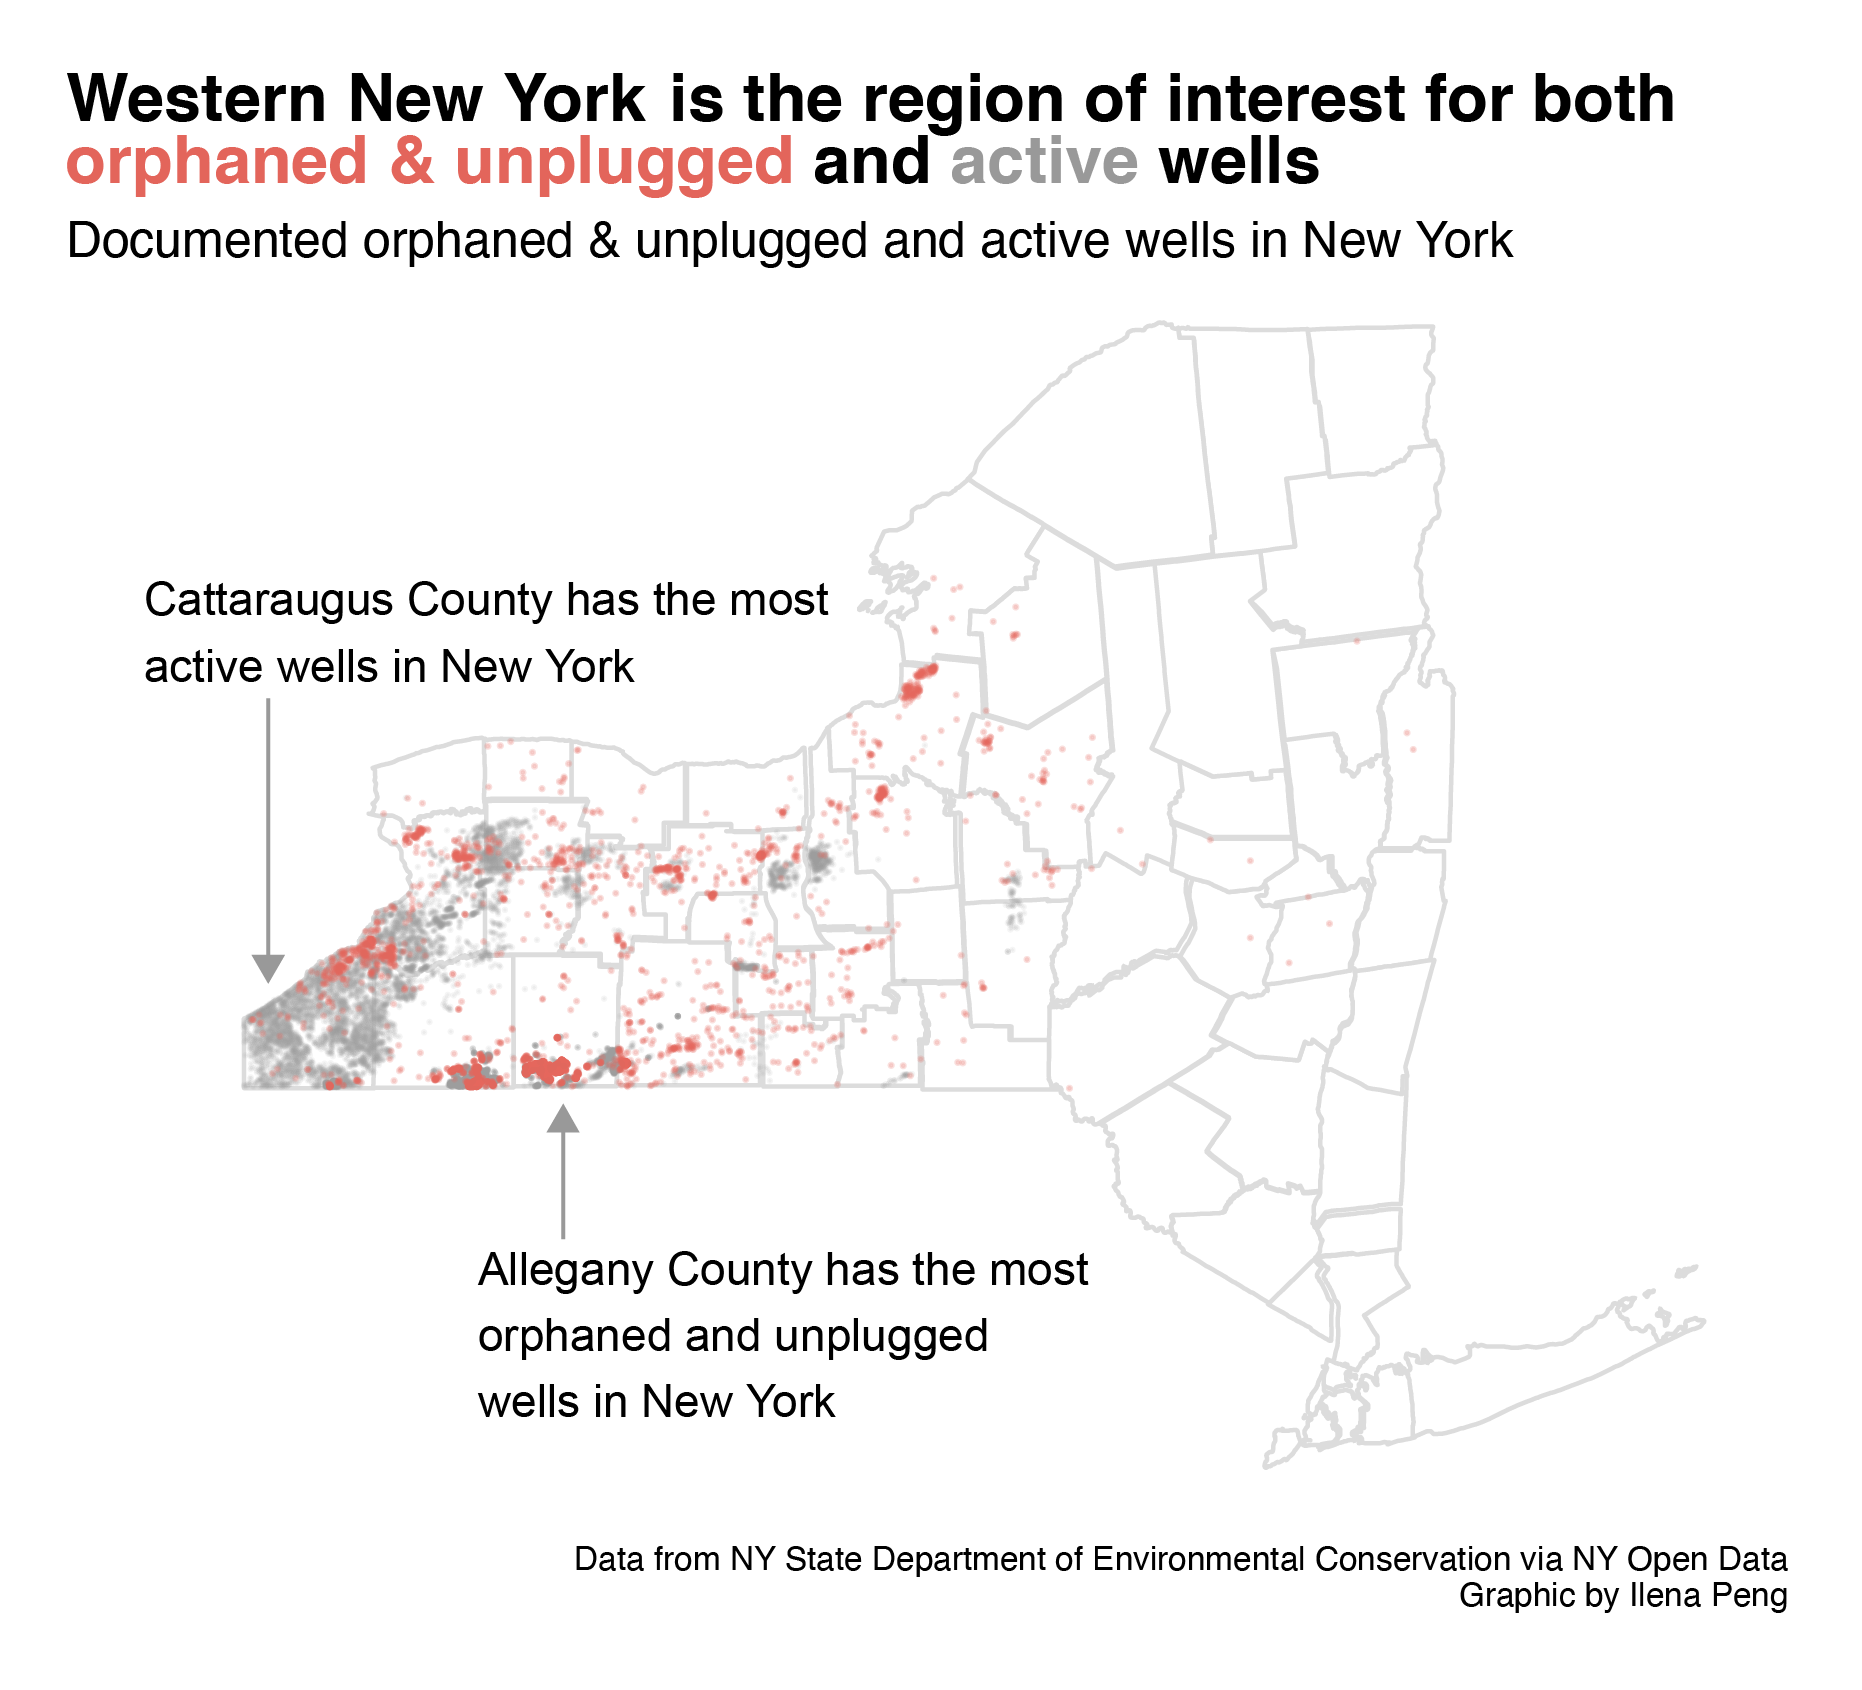 Western New York is the region of interest for both
orphaned & unplugged and active wells
Documented orphaned & unplugged and active wells in New York
Cattaraugus County has the most
active wells in New York
Allegany County has the most
orphaned and unplugged
wells in New York
Data from NY State Department of Environmental Conservation via NY Open Data
Graphic by Ilena Peng